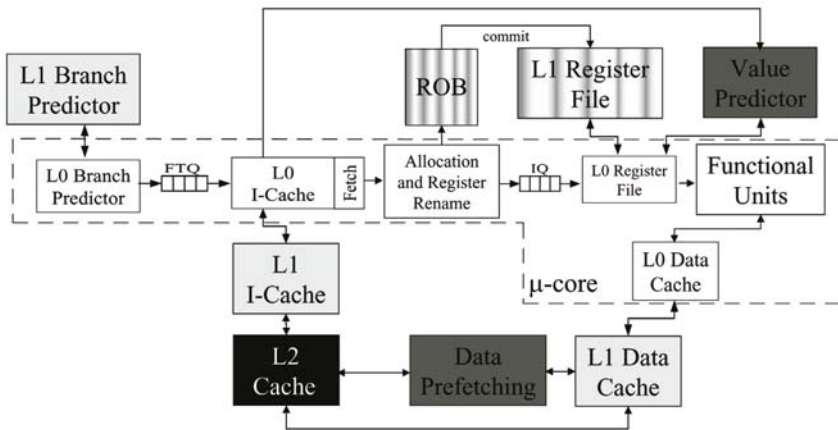 commit
L1 Branch
Predictor
ROB
L1 Register
File
Value
Predictor
L0 Branch
Predictor
FTQ
L0
I-Cache
Fetch
Allocation
and Register
Rename
IQ
L0 Register
File
Functional
Units
L1
I-Cache
μ-core
L0 Data
Cache
L2
Cache
Data
Prefetching
L1 Data
Cache